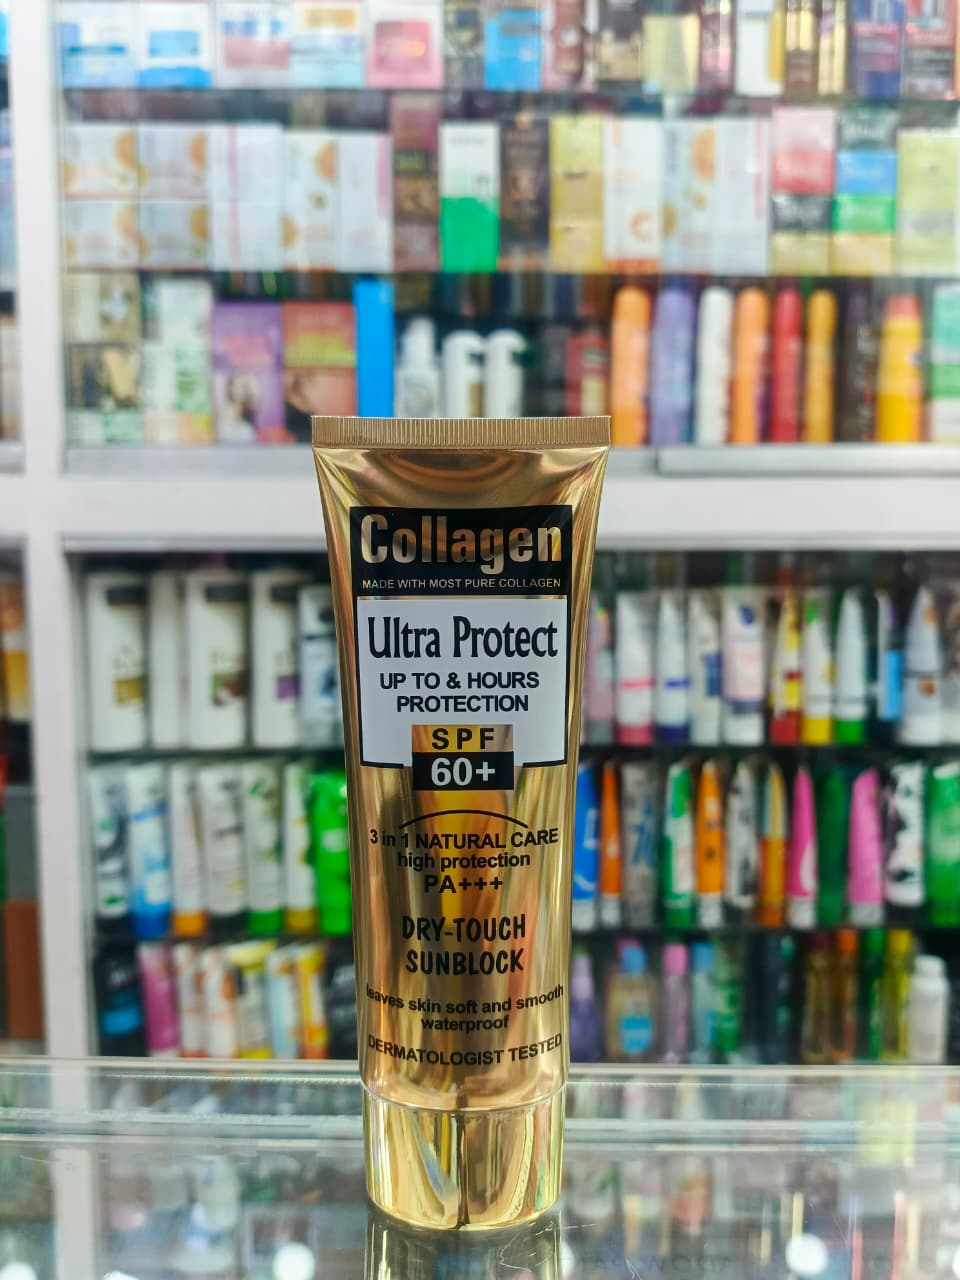 Collagen
MADE WITH MOST PURE COLLAGEN
Ultra Protect
UP TO & HOURS
PROTECTION
SPF
60+
3 in 1 NATURAL CARE
high protection
PA+++
DRY-TOUCH
SUNBLOCK
leaves skin soft and smooth
waterproof
DERMATOLOGIST TESTED